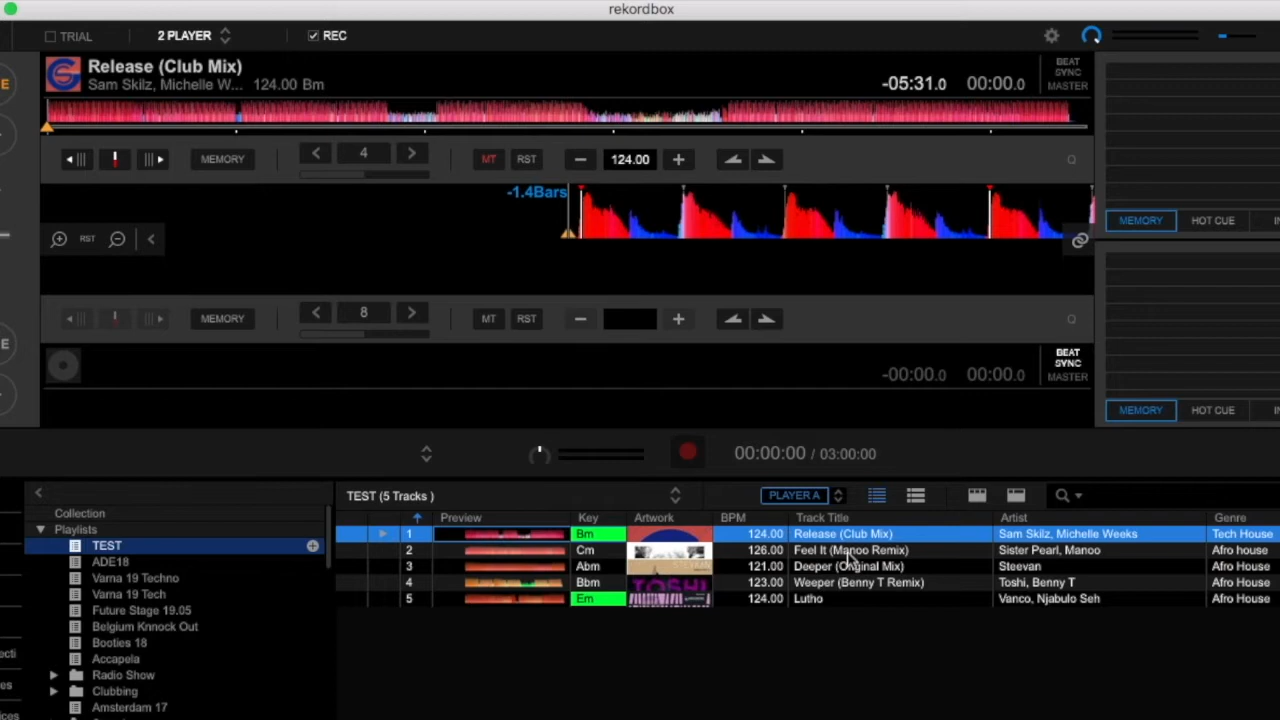 rekordbox
TRIAL 2 PLAYER REC
E Release (Club Mix) -05:31.0 00:00.0 BEAT SYNC MASTER
Sam Skilz, Michelle W... 124.00 Bm
MEMORY 4 MT RST 124.00 Q
-1.4Bars
RST
MEMORY HOT CUE IN
MEMORY 8 MT RST Q
E
-00:00.0 00:00.0 BEAT SYNC MASTER
MEMORY HOT CUE IN
00:00:00 / 03:00:00
TEST (5 Tracks ) PLAYER A
Collection
Playlists
TEST
ADE18
Varna 19 Techno
Varna 19 Tech
Future Stage 19.05
Belgium Knnock Out
Booties 18
Accapela
Radio Show
Clubbing
Amsterdam 17
Preview Key Artwork BPM Track Title Artist Genre
1 Bm 124.00 Release (Club Mix) Sam Skilz, Michelle Weeks Tech House
2 Cm 126.00 Feel It (Manoo Remix) Sister Pearl, Manoo Afro house
3 Abm STEEVAN 121.00 Deeper (Original Mix) Steevan Afro House
4 Bbm TOSHI 123.00 Weeper (Benny T Remix) Toshi, Benny T Afro House
5 Em 124.00 Lutho Vanco, Njabulo Seh Afro House